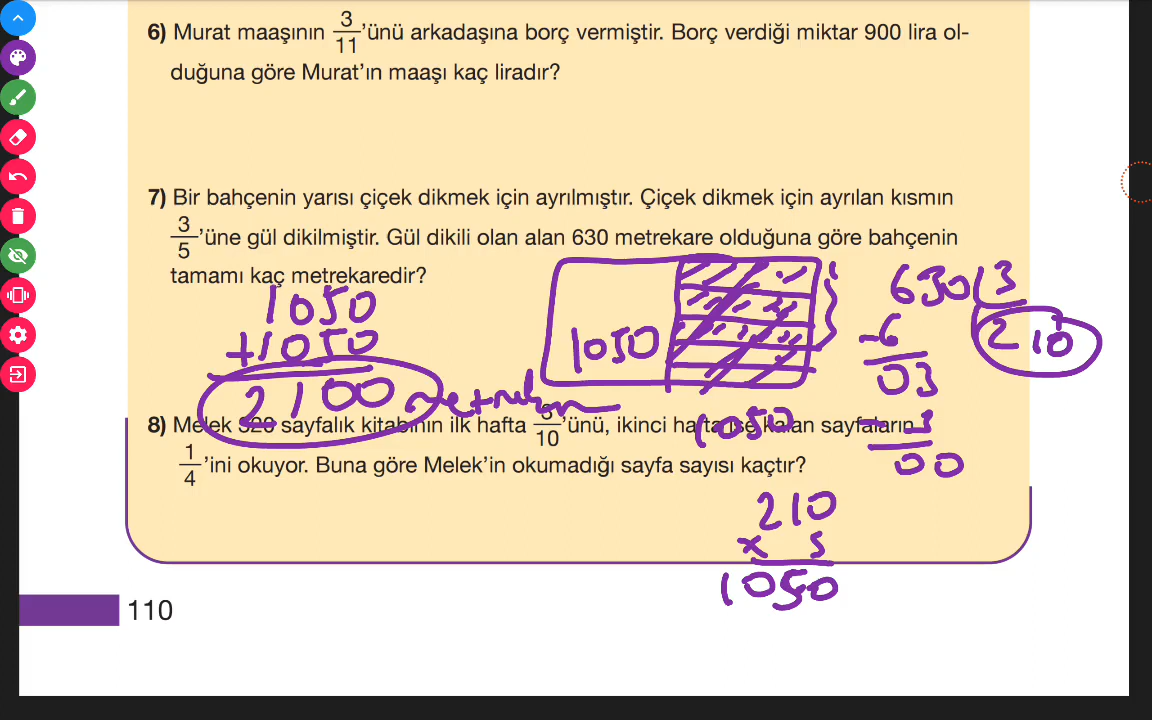 6) Murat maaşının 3/11'ünü arkadaşına borç vermiştir. Borç verdiği miktar 900 lira ol-
duğuna göre Murat'ın maaşı kaç liradır?
7) Bir bahçenin yarısı çiçek dikmek için ayrılmıştır. Çiçek dikmek için ayrılan kısmın
3/5'üne gül dikilmiştir. Gül dikili olan alan 630 metrekare olduğuna göre bahçenin
tamamı kaç metrekaredir?
1050
+1050
2100
1050
1050
630 3
210
-6
03
- 3
00
8) Melek 320 sayfalık kitabının ilk hafta /10'ünü, ikinci hafta ise kalan sayfaların
1/4'ini okuyor. Buna göre Melek'in okumadığı sayfa sayısı kaçtır?
210
x 5
1050
110